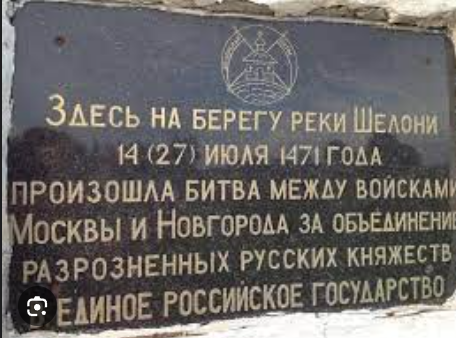 Здесь на берегу реки Шелони
14 (27) июля 1471 года
произошла битва между войсками
Москвы и Новгорода за объединение
разрозненных русских княжеств
единое Российское государство